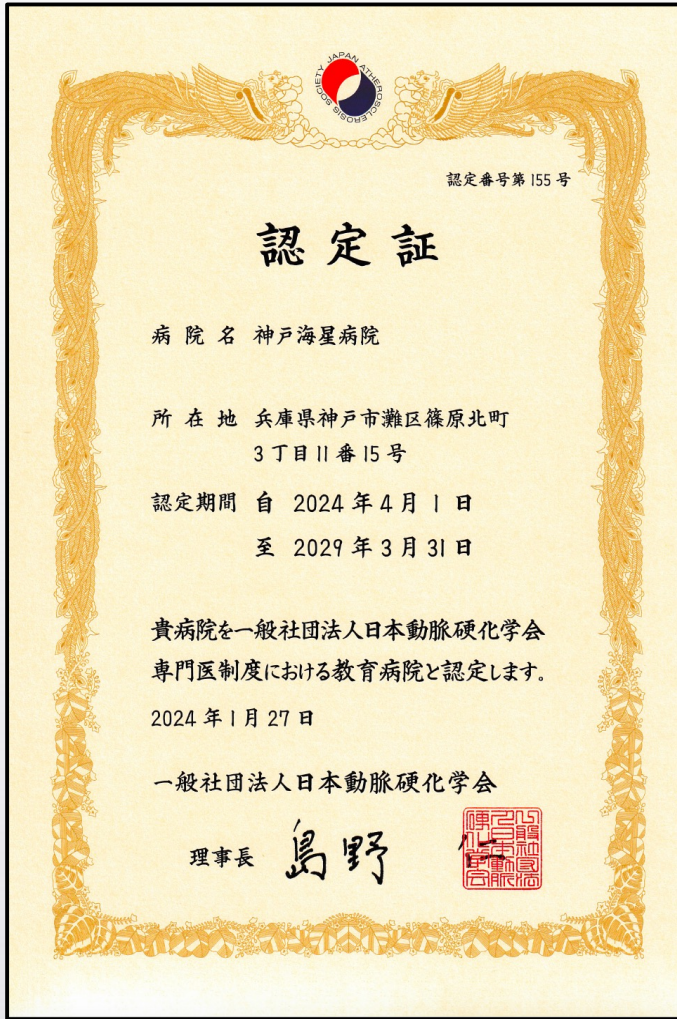 JAPAN ATHEROSCLEROSIS SOCIETY
認定番号第155号
認定証
病院名 神戸海星病院
所在地 兵庫県神戸市灘区篠原北町
3丁目11番15号
認定期間 自 2024年4月1日
至 2029年3月31日
貴病院を一般社団法人日本動脈硬化学会
専門医制度における教育病院と認定します。
2024年1月27日
一般社団法人日本動脈硬化学会
理事長 島野 仁